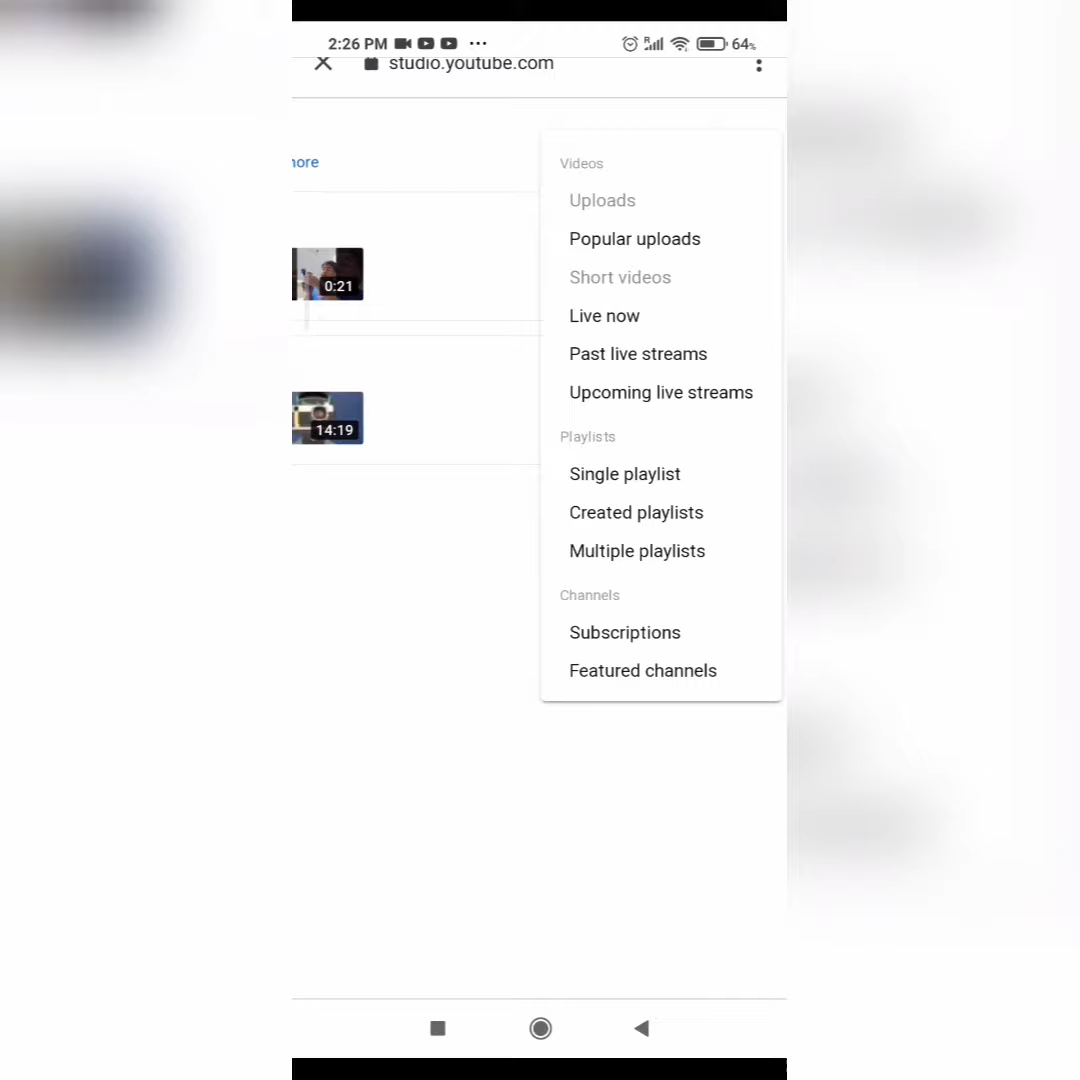 2:26 PM 64%
studio.youtube.com
ore
Videos
Uploads
Popular uploads
0:21
Short videos
Live now
Past live streams
Upcoming live streams
14:19
Playlists
Single playlist
Created playlists
Multiple playlists
Channels
Subscriptions
Featured channels